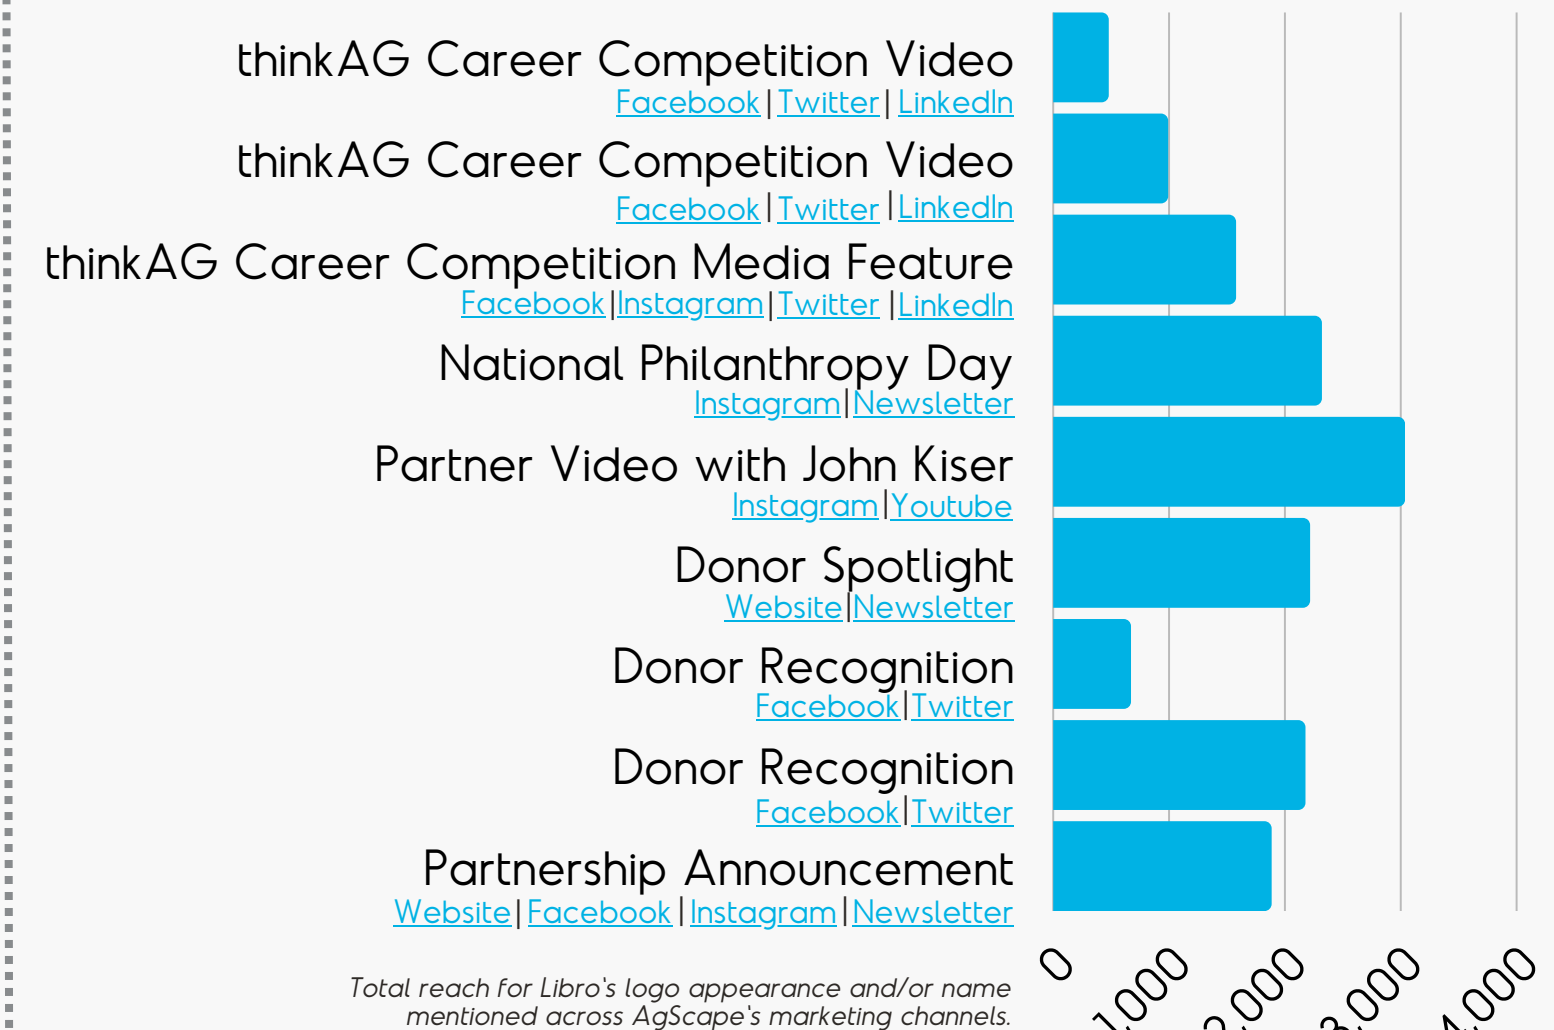 thinkAG Career Competition Video
Facebook|Twitter|LinkedIn
thinkAG Career Competition Video
Facebook|Twitter|LinkedIn
thinkAG Career Competition Media Feature
Facebook|Instagram|Twitter|LinkedIn
National Philanthropy Day
Instagram|Newsletter
Partner Video with John Kiser
Instagram|Youtube
Donor Spotlight
Website|Newsletter
Donor Recognition
Facebook|Twitter
Donor Recognition
Facebook|Twitter
Partnership Announcement
Website|Facebook|Instagram|Newsletter
0
1,000
2,000
3,000
4,000
Total reach for Libro's logo appearance and/or name
mentioned across AgScape's marketing channels.